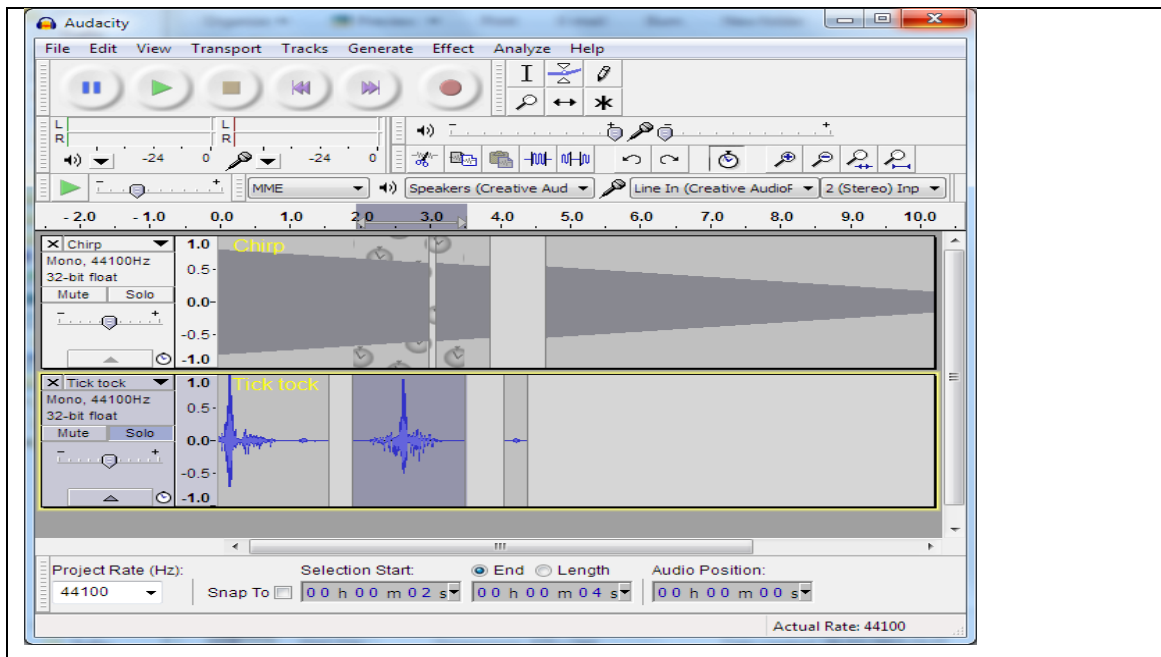 Audacity
File Edit View Transport Tracks Generate Effect Analyze Help
L
R
L
R
-24 0 -24 0
MME Speakers (Creative Aud Line In (Creative AudioF 2 (Stereo) Inp
- 2.0 - 1.0 0.0 1.0 2.0 3.0 4.0 5.0 6.0 7.0 8.0 9.0 10.0
X Chirp 1.0 Chirp
Mono, 44100Hz
32-bit float 0.5
Mute Solo
0.0
- +
-0.5
-1.0
X Tick tock 1.0 Tick tock
Mono, 44100Hz
32-bit float 0.5
Mute Solo
0.0
- +
-0.5
-1.0
Project Rate (Hz): Selection Start: End Length Audio Position:
44100 Snap To 00 h 00 m 02 s 00 h 00 m 04 s 00 h 00 m 00 s
Actual Rate: 44100